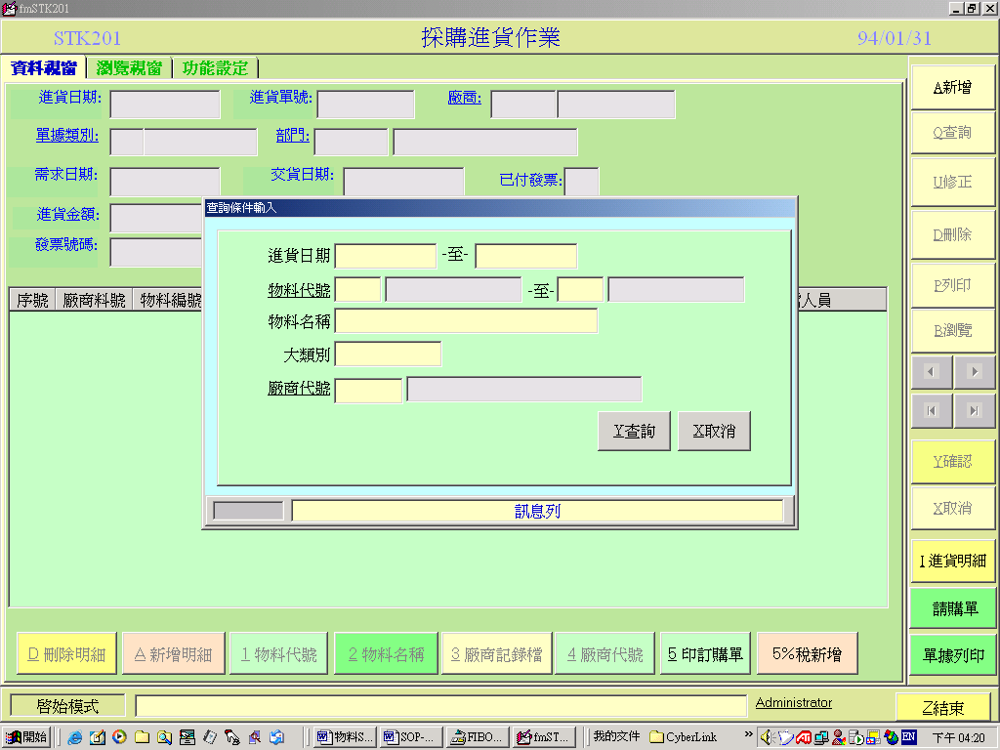 fmSTK201
STK201 採購進貨作業 94/01/31
資料視窗 瀏覽視窗 功能設定
進貨日期: 進貨單號: 廠商:
單據類別: 部門:
需求日期: 交貨日期: 已付發票:
進貨金額:
發票號碼:
序號 廠商料號 物料編號 人員
查詢條件輸入
進貨日期 -至-
物料代號 -至-
物料名稱
大類別
廠商代號
Y查詢 X取消
訊息列
A新增
Q查詢
U修正
D刪除
P列印
B瀏覽
Y確認
X取消
I進貨明細
請購單
單據列印
D 刪除明細 A 新增明細 1 物料代號 2 物料名稱 3 廠商記錄檔 4 廠商代號 5 印訂購單 5%稅新增
啓始模式 Administrator Z結束
開始 物料S... SOP-... FIBO... fmST... 我的文件 CyberLink » EN 下午 04:20